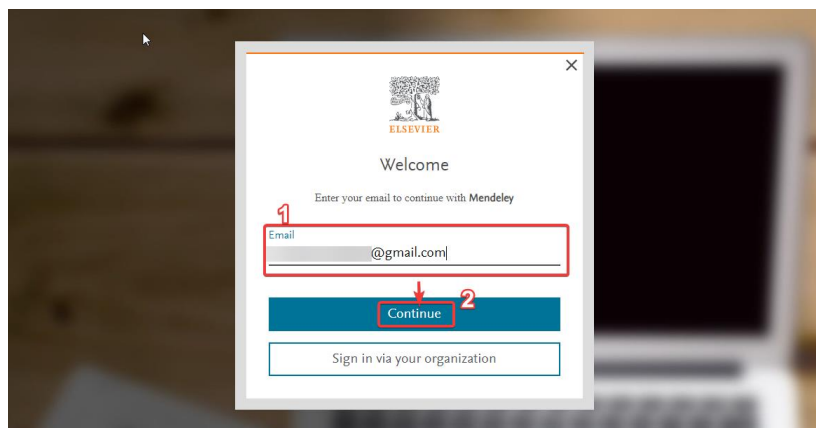 ELSEVIER
Welcome
Enter your email to continue with Mendeley
1
Email
@gmail.com
Continue
2
Sign in via your organization